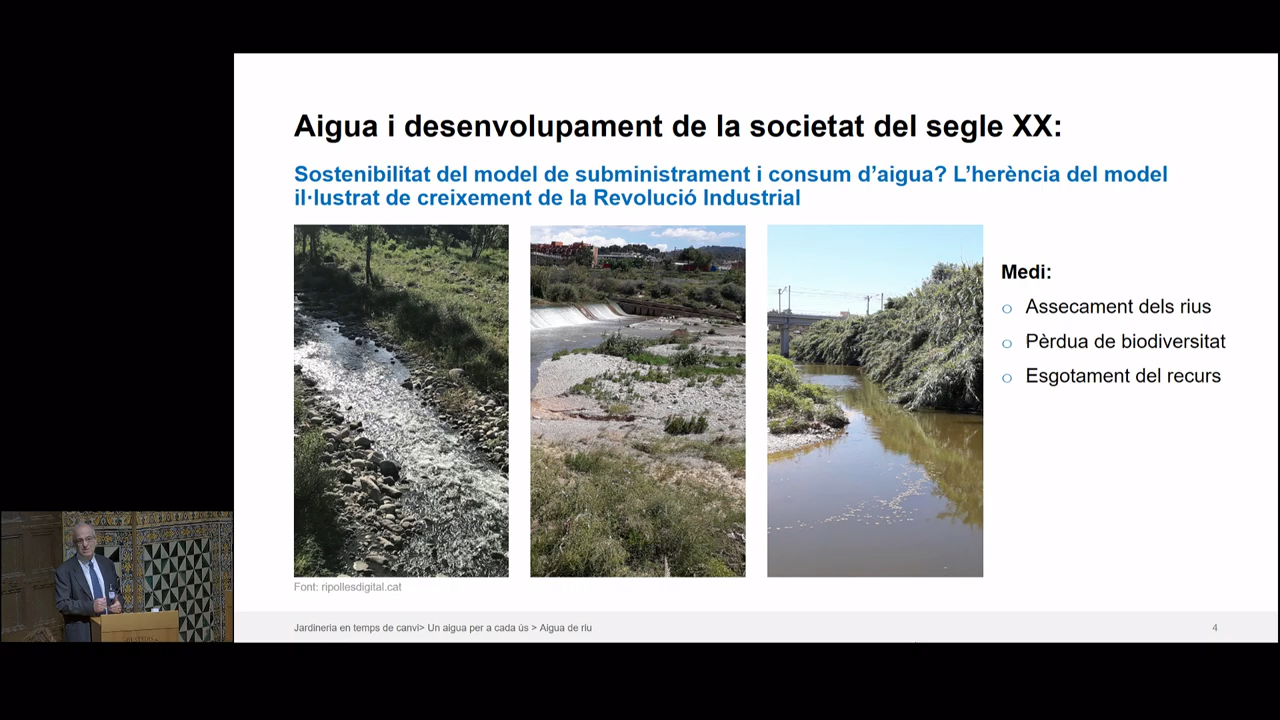 Aigua i desenvolupament de la societat del segle XX:
Sostenibilitat del model de subministrament i consum d’aigua? L’herència del model
il·lustrat de creixement de la Revolució Industrial
Medi:
Assecament dels rius
Pèrdua de biodiversitat
Esgotament del recurs
Font: ripollesdigital.cat
Jardineria en temps de canvi> Un aigua per a cada ús > Aigua de riu
4